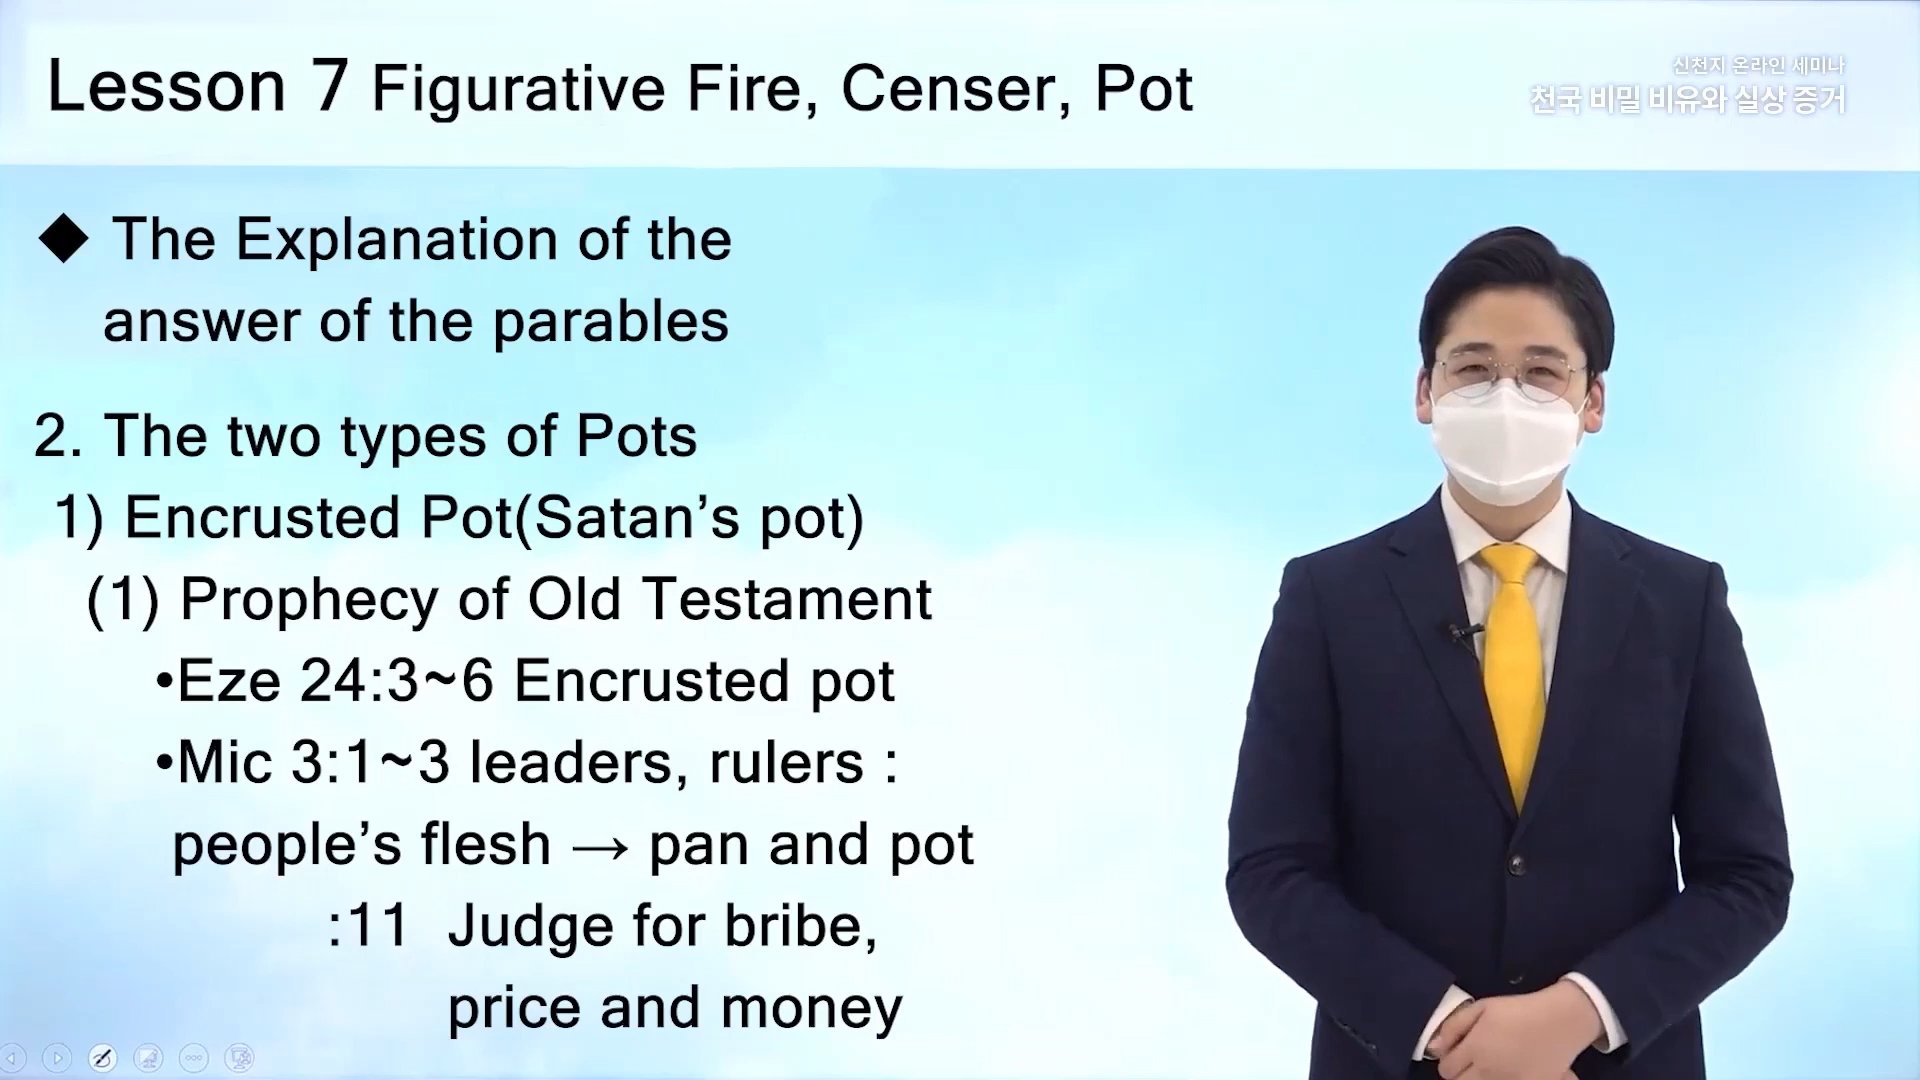 Lesson 7 Figurative Fire, Censer, Pot
신천지 온라인 세미나
천국 비밀 비유와 실상 증거
◆ The Explanation of the
answer of the parables
2. The two types of Pots
1) Encrusted Pot(Satan’s pot)
(1) Prophecy of Old Testament
•Eze 24:3~6 Encrusted pot
•Mic 3:1~3 leaders, rulers :
people’s flesh → pan and pot
:11 Judge for bribe,
price and money